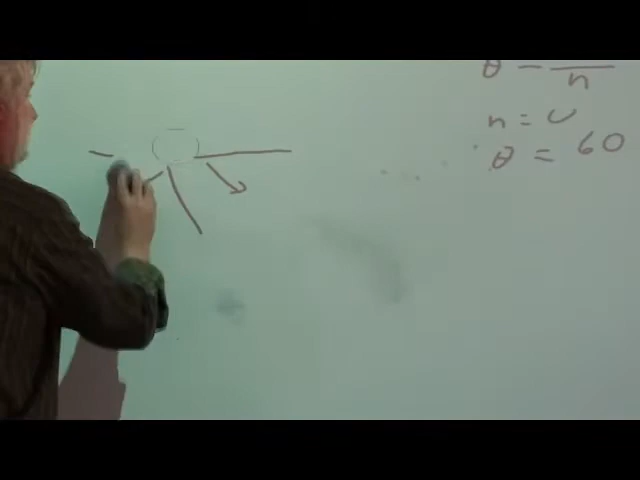 θ = —
n
n = U
θ = 60